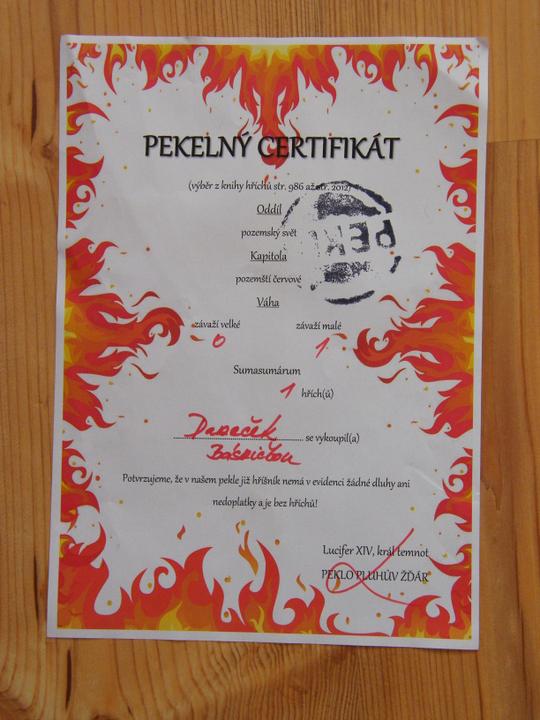 PEKELNÝ CERTIFIKÁT
(výběr z knihy hříchů str. 986 až str. 2012)
Oddíl
pozemský svět
Kapitola
pozemští červové
Váha
závaží velké závaží malé
0 1
Sumasumárum
1 hřích(ů)
Daneček se vykoupil(a)
Básničkou
Potvrzujeme, že v našem pekle již hříšník nemá v evidenci žádné dluhy ani
nedoplatky a je bez hříchů!
Lucifer XIV, král temnot
PEKLO PLUHŮV ŽĎÁR